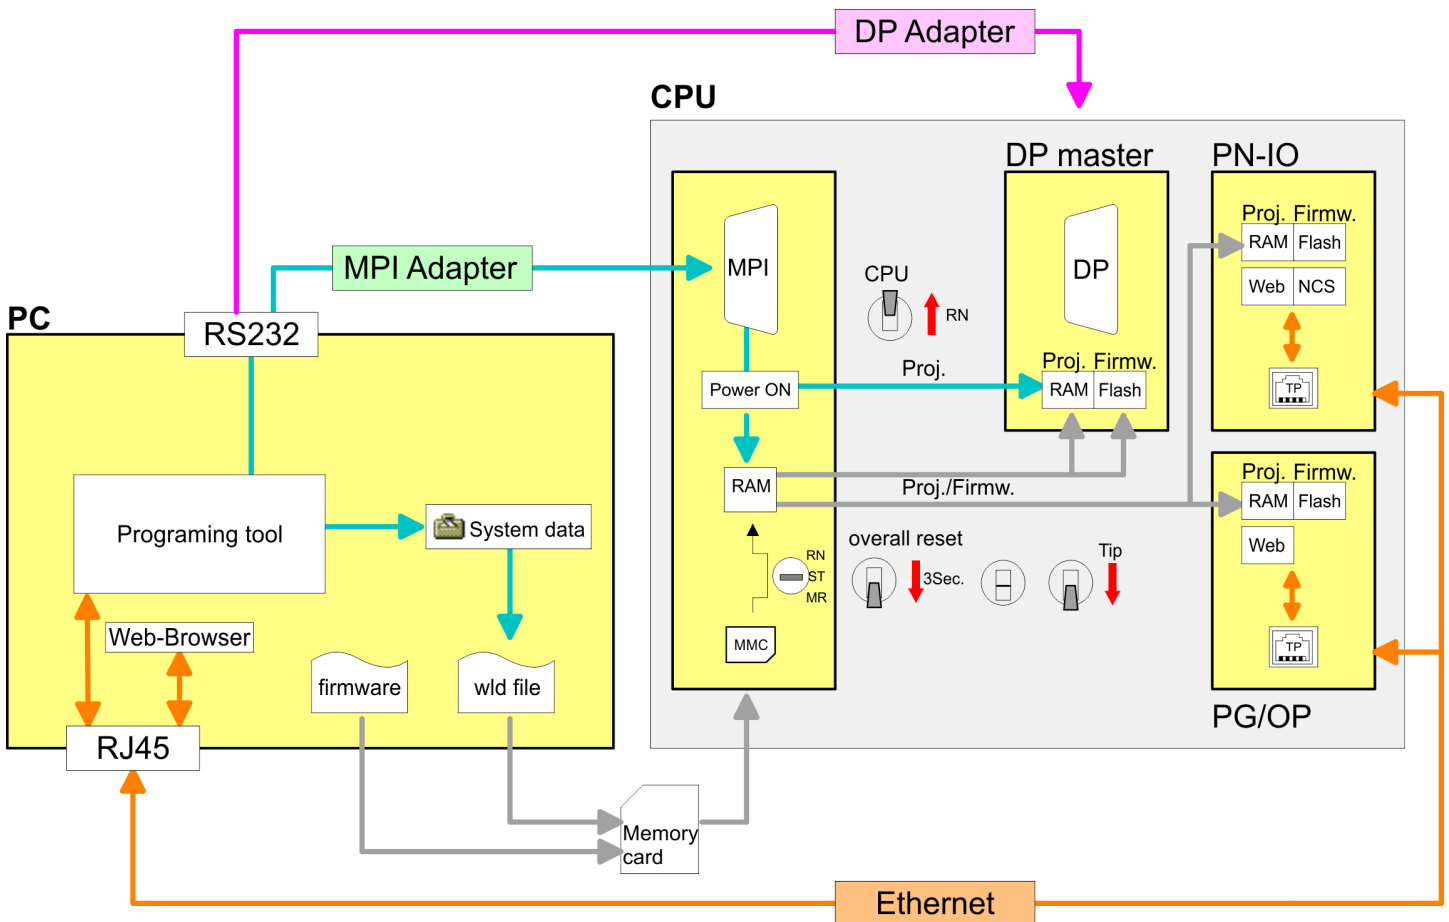 DP Adapter
CPU
DP master
PN-IO
Proj. Firmw.
RAM Flash
Web NCS
TP
MPI
DP
CPU
RN
MPI Adapter
PC
RS232
Proj.
Proj. Firmw.
RAM Flash
Power ON
RAM
Proj./Firmw.
Proj. Firmw.
RAM Flash
Web
TP
PG/OP
Programing tool
System data
overall reset
3Sec.
Tip
RN
ST
MR
MMC
Web-Browser
firmware
wld file
RJ45
Memory
card
Ethernet